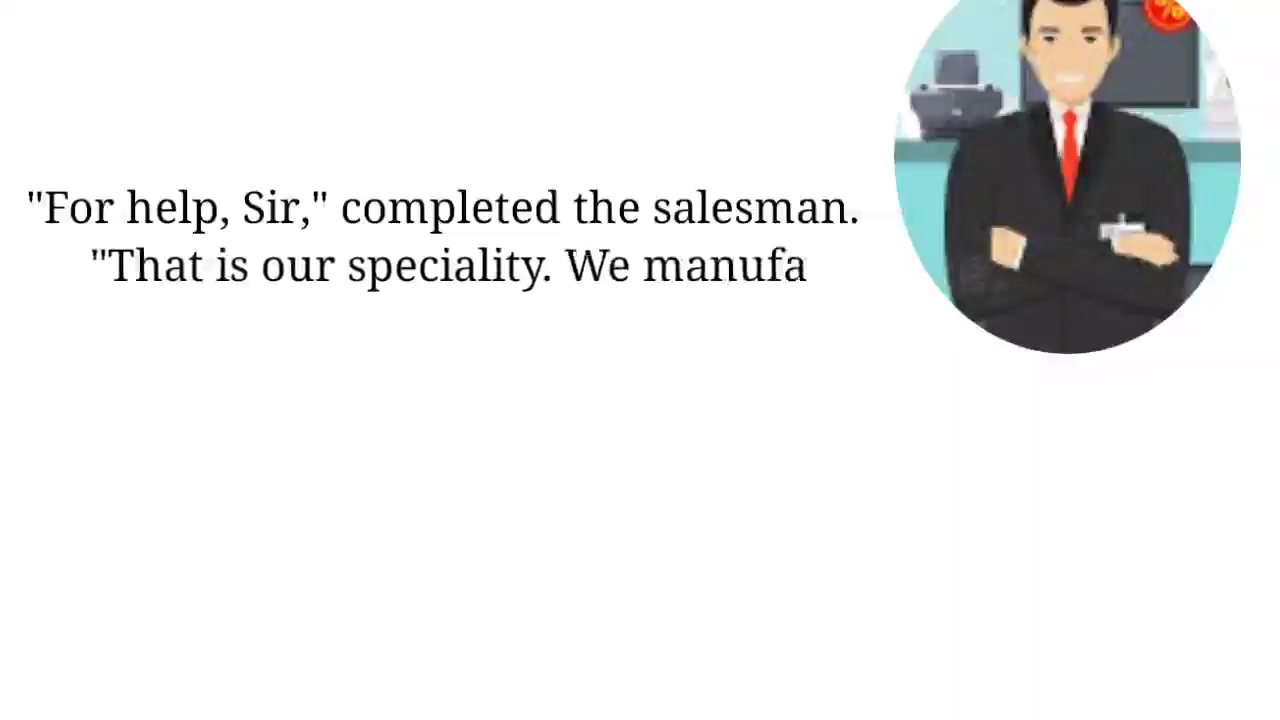 "For help, Sir," completed the salesman.
"That is our speciality. We manufa
%